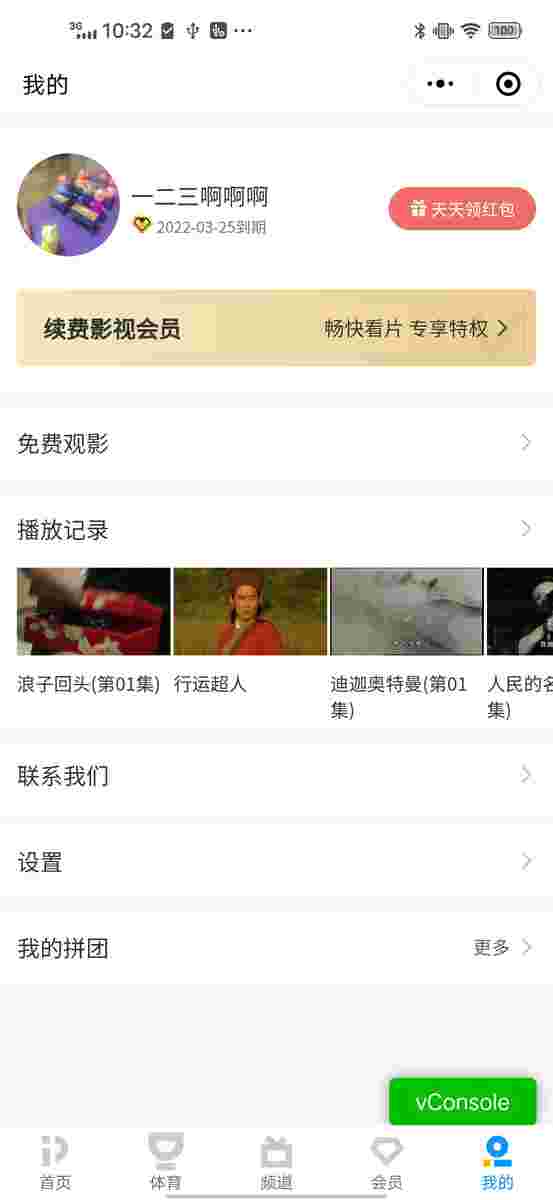 3G 10:32 100
我的
一二三啊啊啊
2022-03-25到期
天天领红包
续费影视会员
畅快看片 专享特权
免费观影
播放记录
浪子回头(第01集)
行运超人
迪迦奥特曼(第01
集)
人民的名
集)
联系我们
设置
我的拼团
更多
vConsole
首页
体育
频道
会员
我的